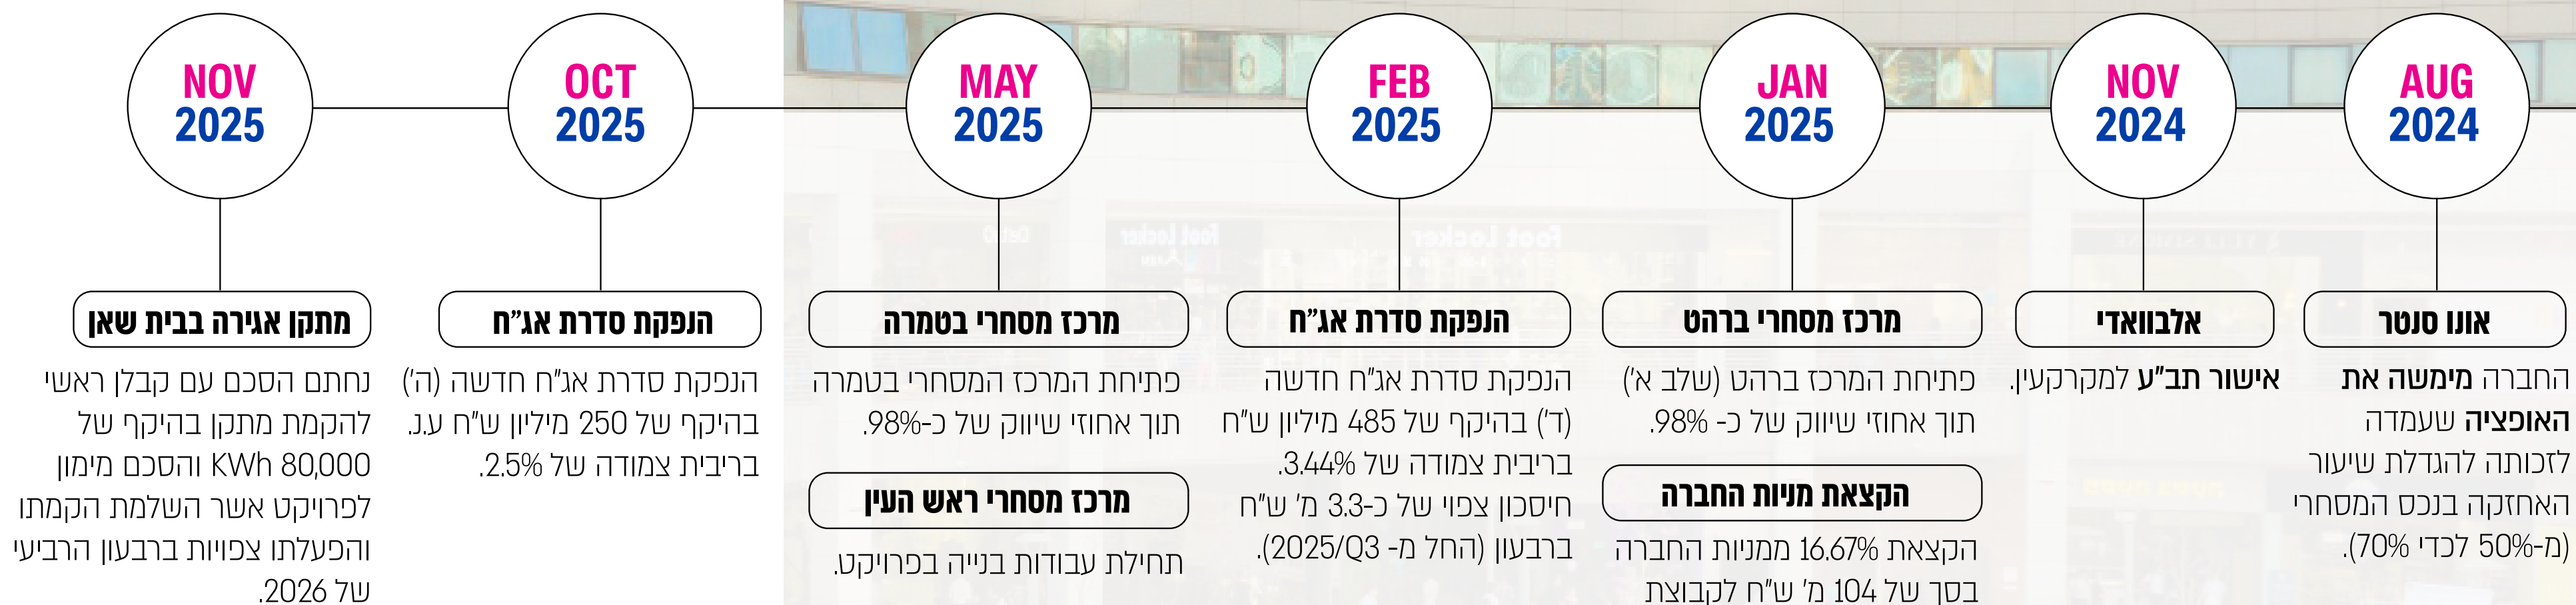 AUG
2024
אונו סנטר
החברה מימשה את
האופציה שעמדה
לזכותה להגדלת שיעור
האחזקה בנכס המסחרי
(מ-50% לכדי 70%).
NOV
2024
אלבוואדי
אישור תב"ע למקרקעין.
JAN
2025
מרכז מסחרי ברהט
פתיחת המרכז ברהט (שלב א')
תוך אחוזי שיווק של כ- 98%.
הקצאת מניות החברה
הקצאת 16.67% ממניות החברה
בסך של 104 מ' ש"ח לקבוצת
FEB
2025
הנפקת סדרת אג"ח
הנפקת סדרת אג"ח חדשה
(ד') בהיקף של 485 מיליון ש"ח
בריבית צמודה של 3.44%.
חיסכון צפוי של כ-3.3 מ' ש"ח
ברבעון (החל מ- 2025/Q3).
MAY
2025
מרכז מסחרי בטמרה
פתיחת המרכז המסחרי בטמרה
תוך אחוזי שיווק של כ-98%.
מרכז מסחרי ראש העין
תחילת עבודות בנייה בפרויקט.
OCT
2025
הנפקת סדרת אג"ח
הנפקת סדרת אג"ח חדשה (ה')
בהיקף של 250 מיליון ש"ח ע.נ.
בריבית צמודה של 2.5%.
NOV
2025
מתקן אגירה בבית שאן
נחתם הסכם עם קבלן ראשי
להקמת מתקן בהיקף של
80,000 KWh והסכם מימון
לפרויקט אשר השלמת הקמתו
והפעלתו צפויות ברבעון הרביעי
של 2026.
Foot Locker
Foot Locker